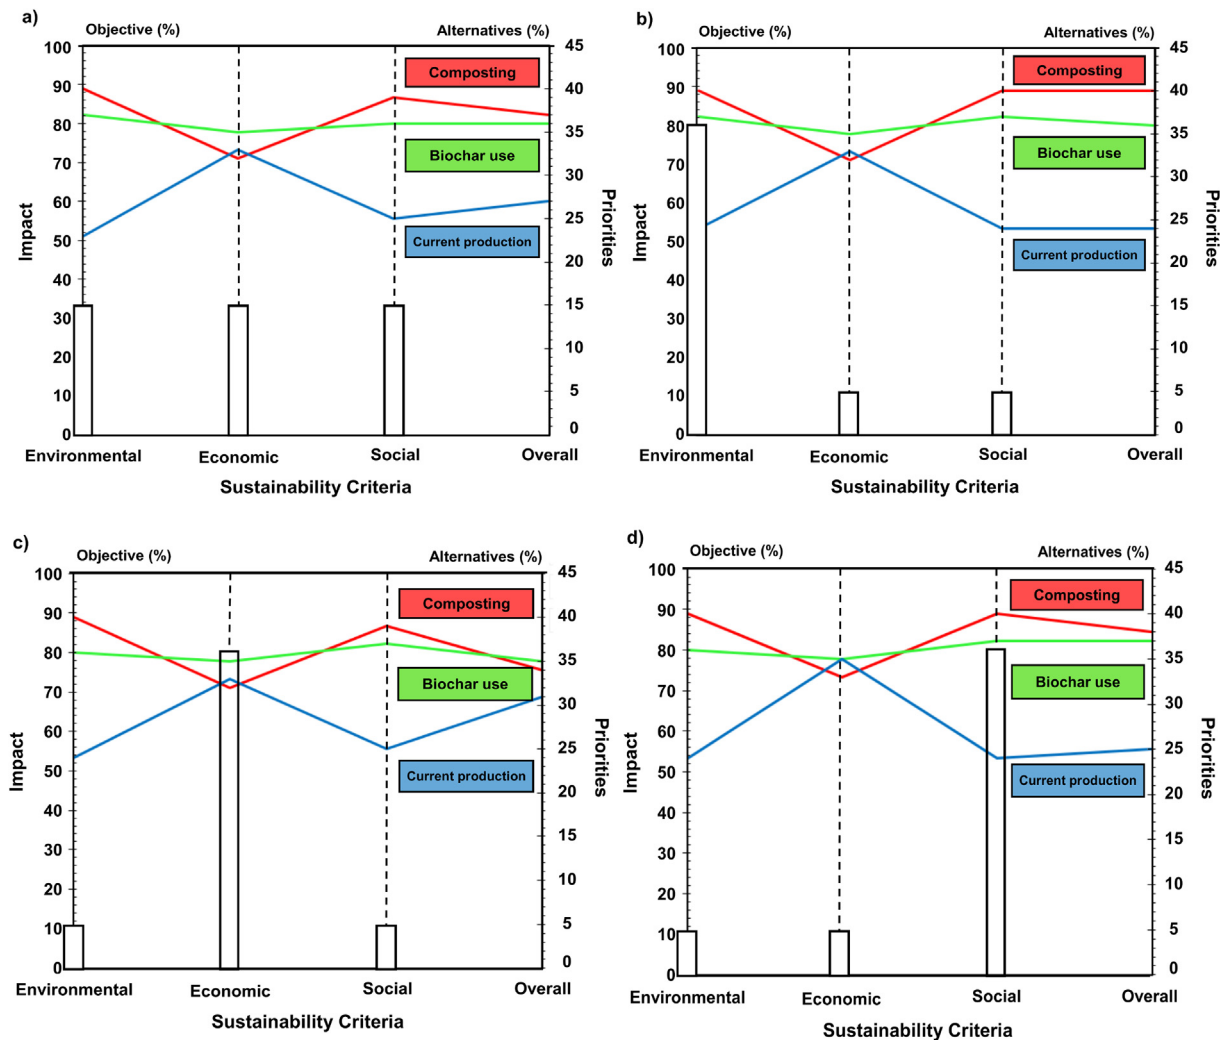 a)
Objective (%)
Alternatives (%)
100
90
80
70
60
50
40
30
20
10
0
Impact
45
40
35
30
25
20
15
10
5
0
Priorities
Composting
Biochar use
Current production
Environmental
Economic
Social
Overall
Sustainability Criteria
b)
Objective (%)
Alternatives (%)
100
90
80
70
60
50
40
30
20
10
0
Impact
45
40
35
30
25
20
15
10
5
0
Priorities
Composting
Biochar use
Current production
Environmental
Economic
Social
Overall
Sustainability Criteria
c)
Objective (%)
Alternatives (%)
100
90
80
70
60
50
40
30
20
10
0
Impact
45
40
35
30
25
20
15
10
5
0
Priorities
Composting
Biochar use
Current production
Environmental
Economic
Social
Overall
Sustainability Criteria
d)
Objective (%)
Alternatives (%)
100
90
80
70
60
50
40
30
20
10
0
Impact
45
40
35
30
25
20
15
10
5
0
Priorities
Composting
Biochar use
Current production
Environmental
Economic
Social
Overall
Sustainability Criteria